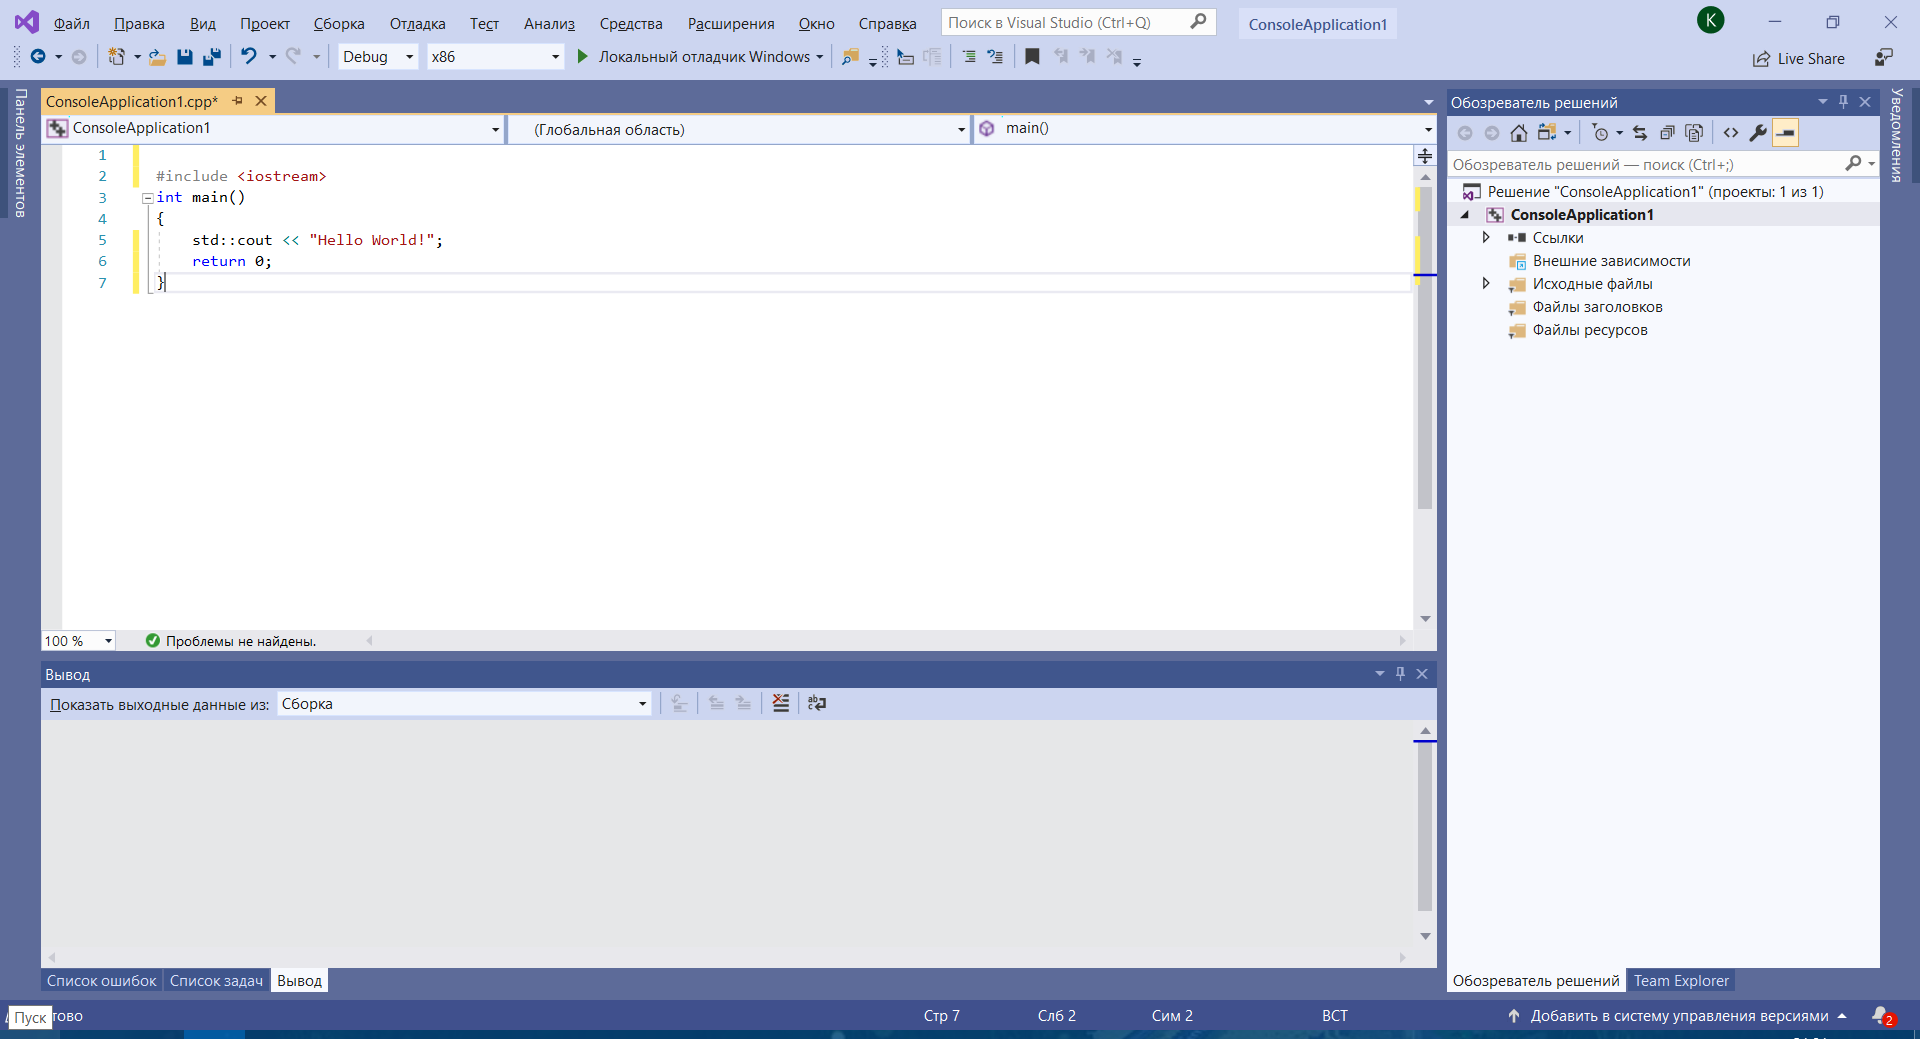 Файл Правка Вид Проект Сборка Отладка Тест Анализ Средства Расширения Окно Справка Поиск в Visual Studio (Ctrl+Q) ConsoleApplication1 K
Debug x86 Локальный отладчик Windows Live Share
Панель элементов
ConsoleApplication1.cpp*
ConsoleApplication1 (Глобальная область) main()
1
2 #include <iostream>
3 int main()
4 {
5 std::cout << "Hello World!";
6 return 0;
7 }
100 % Проблемы не найдены.
Вывод
Показать выходные данные из: Сборка
Список ошибок Список задач Вывод
Обозреватель решений
Обозреватель решений — поиск (Ctrl+;)
Решение "ConsoleApplication1" (проекты: 1 из 1)
ConsoleApplication1
Ссылки
Внешние зависимости
Исходные файлы
Файлы заголовков
Файлы ресурсов
Обозреватель решений Team Explorer
Уведомления
Пуск тово Стр 7 Слб 2 Сим 2 ВСТ Добавить в систему управления версиями 2